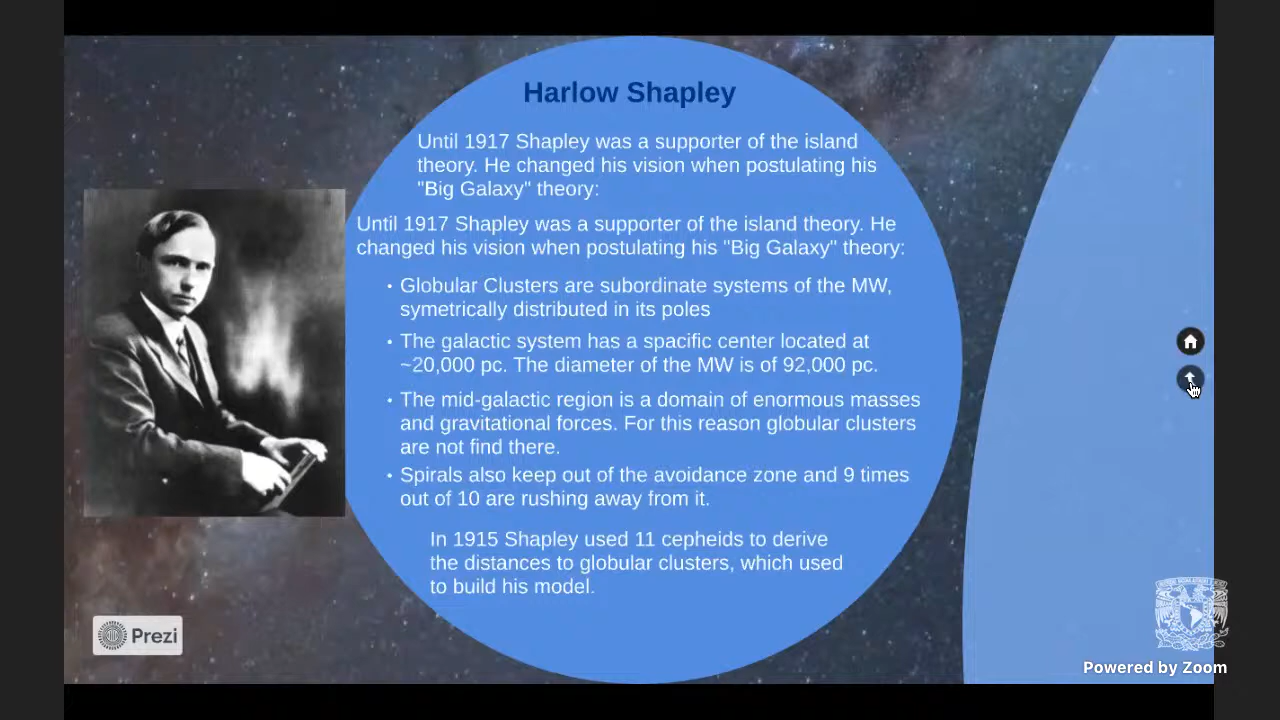 Harlow Shapley
Until 1917 Shapley was a supporter of the island
theory. He changed his vision when postulating his
"Big Galaxy" theory:
Until 1917 Shapley was a supporter of the island theory. He
changed his vision when postulating his "Big Galaxy" theory:
• Globular Clusters are subordinate systems of the MW,
symetrically distributed in its poles
• The galactic system has a spacific center located at
~20,000 pc. The diameter of the MW is of 92,000 pc.
• The mid-galactic region is a domain of enormous masses
and gravitational forces. For this reason globular clusters
are not find there.
• Spirals also keep out of the avoidance zone and 9 times
out of 10 are rushing away from it.
In 1915 Shapley used 11 cepheids to derive
the distances to globular clusters, which used
to build his model.
Prezi
Powered by Zoom